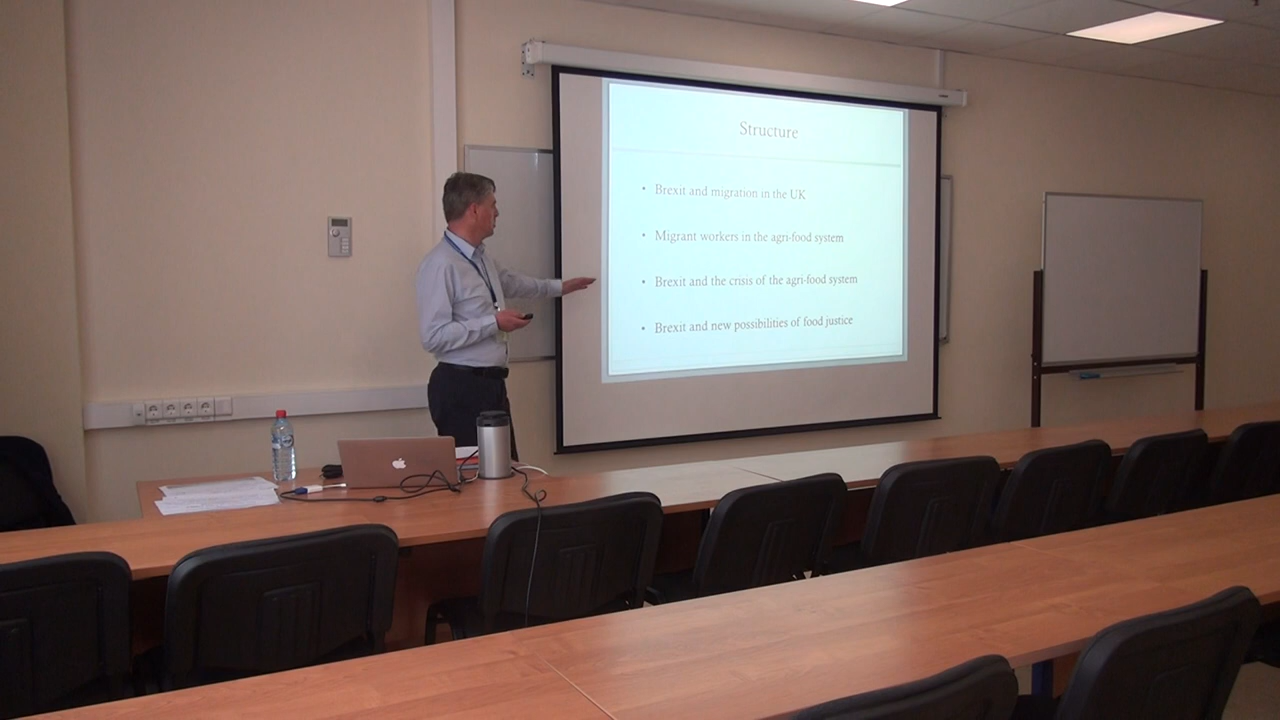 Structure
• Brexit and migration in the UK
• Migrant workers in the agri-food system
• Brexit and the crisis of the agri-food system
• Brexit and new possibilities of food justice